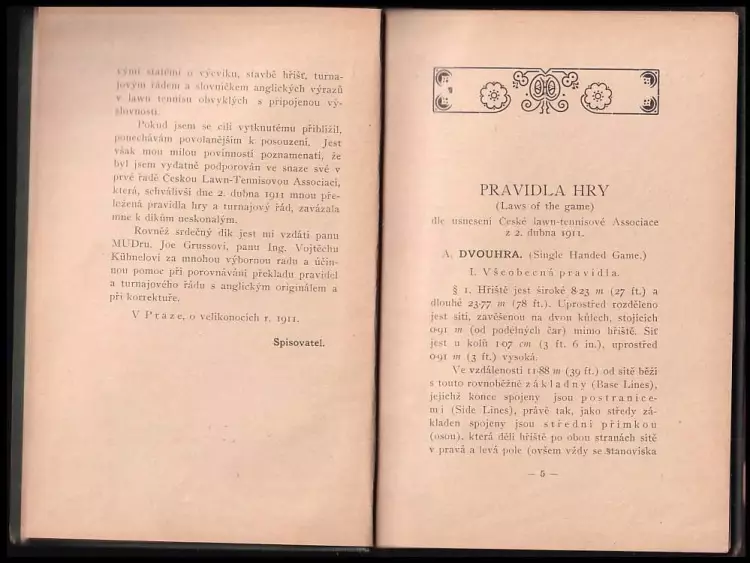 vými statěmi o výcviku, stavbě hřišť, turna-
jovým řádem a slovníčkem anglických výrazů
v lawn tennisu obvyklých s připojenou vý-
slovností.
Pokud jsem se cíli vytknutému přiblížil,
ponechávám povolanějším k posouzení. Jest
však mou milou povinností poznamenati, že
byl jsem vydatně podporován ve snaze své v
prvé řadě Českou Lawn-Tennisovou Associací,
která, schválivši dne 2. dubna 1911 mnou pře-
ložená pravidla hry a turnajový řád, zavázala
mne k díkům neskonalým.
Rovněž srdečný dík jest mi vzdáti panu
MUDru. Joe Grussovi, panu Ing. Vojtěchu
Kühnelovi za mnohou výbornou radu a účin-
nou pomoc při porovnávání překladu pravidel
a turnajového řádu s anglickým originálem a
při korrektuře.
V Praze, o velikonocích r. 1911.
Spisovatel.
PRAVIDLA HRY
(Laws of the game)
dle usnesení České lawn-tennisové Associace
z 2. dubna 1911.
A. DVOUHRA. (Single Handed Game.)
I. Všeobecná pravidla.
§ 1. Hřiště jest široké 8·23 m (27 ft.) a
dlouhé 23·77 m (78 ft.). Uprostřed rozděleno
jest sítí, zavěšenou na dvou kůlech, stojících
0·91 m (od podélných čar) mimo hřiště. Síť
jest u kolíů 1·07 cm (3 ft. 6 in.), uprostřed
0·91 m (3 ft.) vysoká.
Ve vzdálenosti 11·88 m (39 ft.) od sítě běží
s touto rovnoběžné základny (Base Lines),
jejichž konce spojeny jsou postranice-
mi (Side Lines), právě tak, jako středy zá-
kladen spojeny jsou střední přímkou
(osou), která dělí hřiště po obou stranách sítě
v pravá a levá pole (ovšem vždy se stanoviska
— 5 —